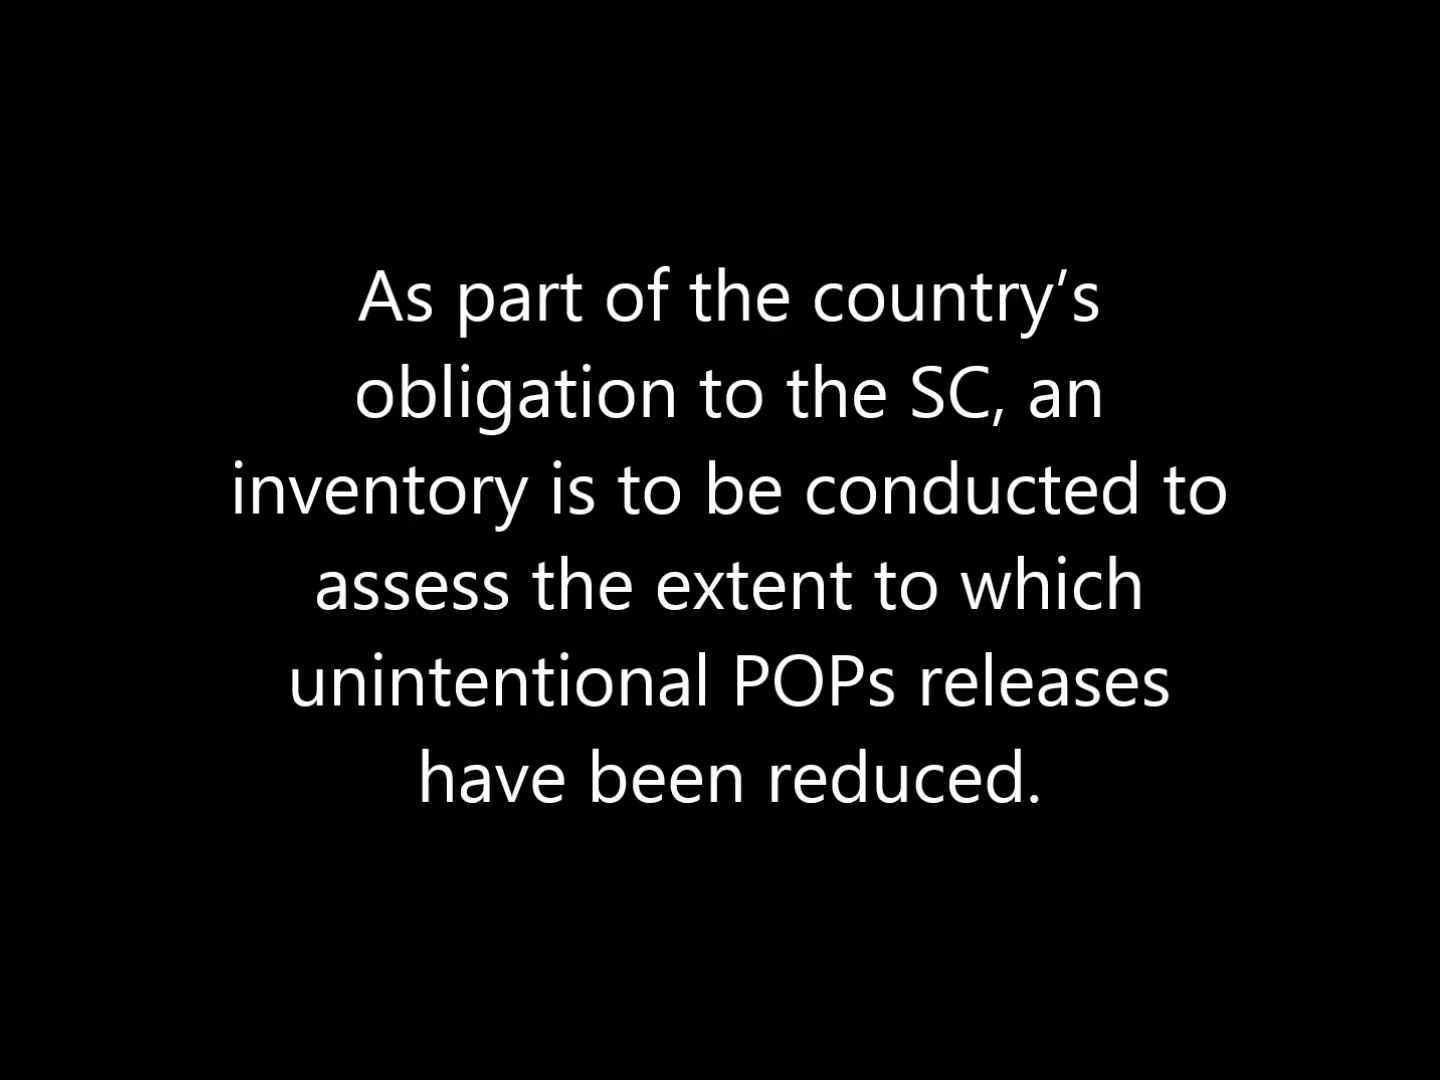 As part of the country’s
obligation to the SC, an
inventory is to be conducted to
assess the extent to which
unintentional POPs releases
have been reduced.